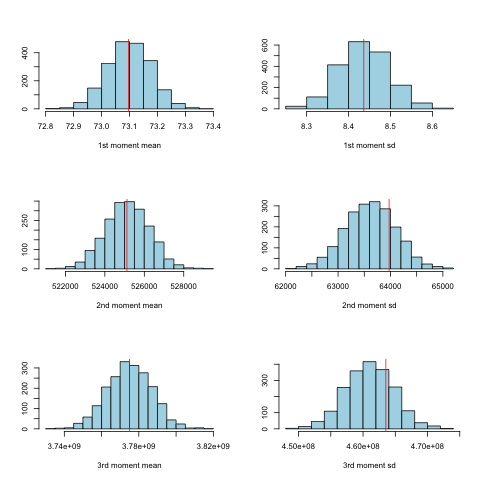 0 200 400
72.8 72.9 73.0 73.1 73.2 73.3 73.4
1st moment mean
0 200 400 600
8.3 8.4 8.5 8.6
1st moment sd
0 100 250
522000 524000 526000 528000
2nd moment mean
0 100 200 300
62000 63000 64000 65000
2nd moment sd
0 100 200 300
3.74e+09 3.78e+09 3.82e+09
3rd moment mean
0 100 300
4.50e+08 4.60e+08 4.70e+08
3rd moment sd